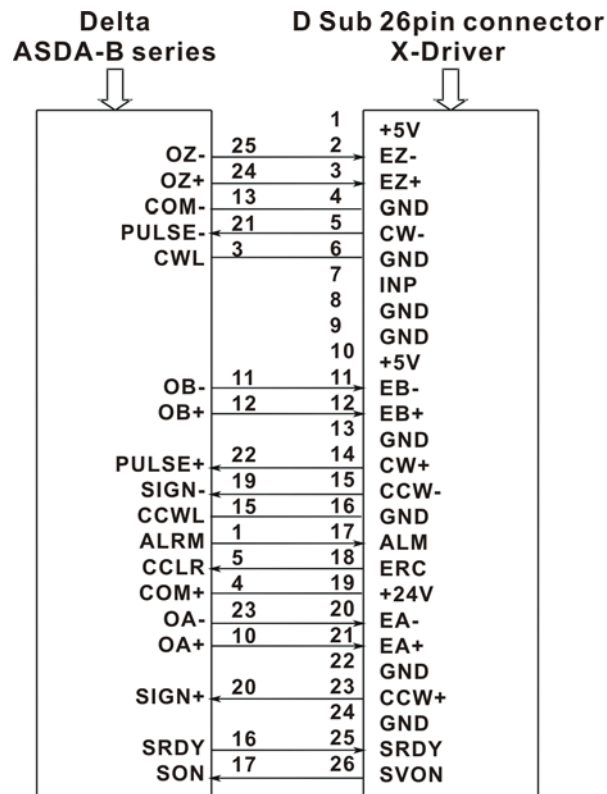 Delta D Sub 26pin connector
ASDA-B series X-Driver
1 +5V
OZ- 25 2 EZ-
OZ+ 24 3 EZ+
COM- 13 4 GND
PULSE- 21 5 CW-
CWL 3 6 GND
7 INP
8 GND
9 GND
10 +5V
OB- 11 11 EB-
OB+ 12 12 EB+
13 GND
PULSE+ 22 14 CW+
SIGN- 19 15 CCW-
CCWL 15 16 GND
ALRM 1 17 ALM
CCLR 5 18 ERC
COM+ 4 19 +24V
OA- 23 20 EA-
OA+ 10 21 EA+
22 GND
SIGN+ 20 23 CCW+
24 GND
SRDY 16 25 SRDY
SON 17 26 SVON